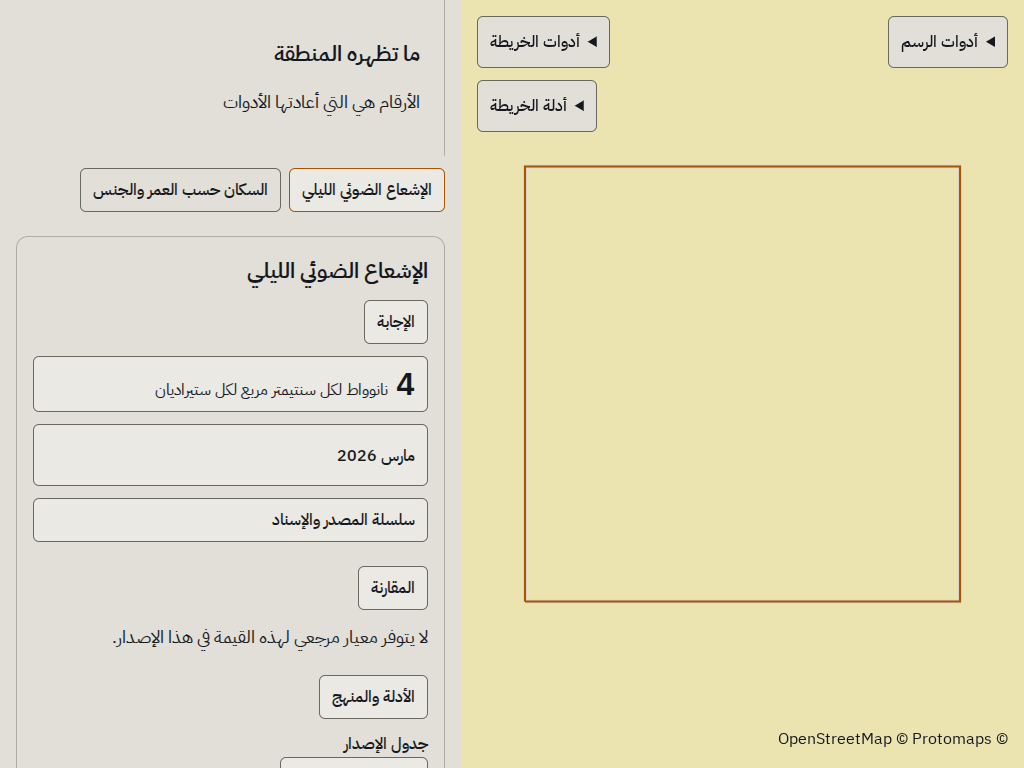 أدوات الرسم
أدوات الخريطة
أدلة الخريطة
© OpenStreetMap © Protomaps
ما تظهره المنطقة
الأرقام هي التي أعادتها الأدوات
الإشعاع الضوئي الليلي
السكان حسب العمر والجنس
الإشعاع الضوئي الليلي
الإجابة
4 نانوواط لكل سنتيمتر مربع لكل ستيراديان
مارس 2026
سلسلة المصدر والإسناد
المقارنة
لا يتوفر معيار مرجعي لهذه القيمة في هذا الإصدار.
الأدلة والمنهج
جدول الإصدار